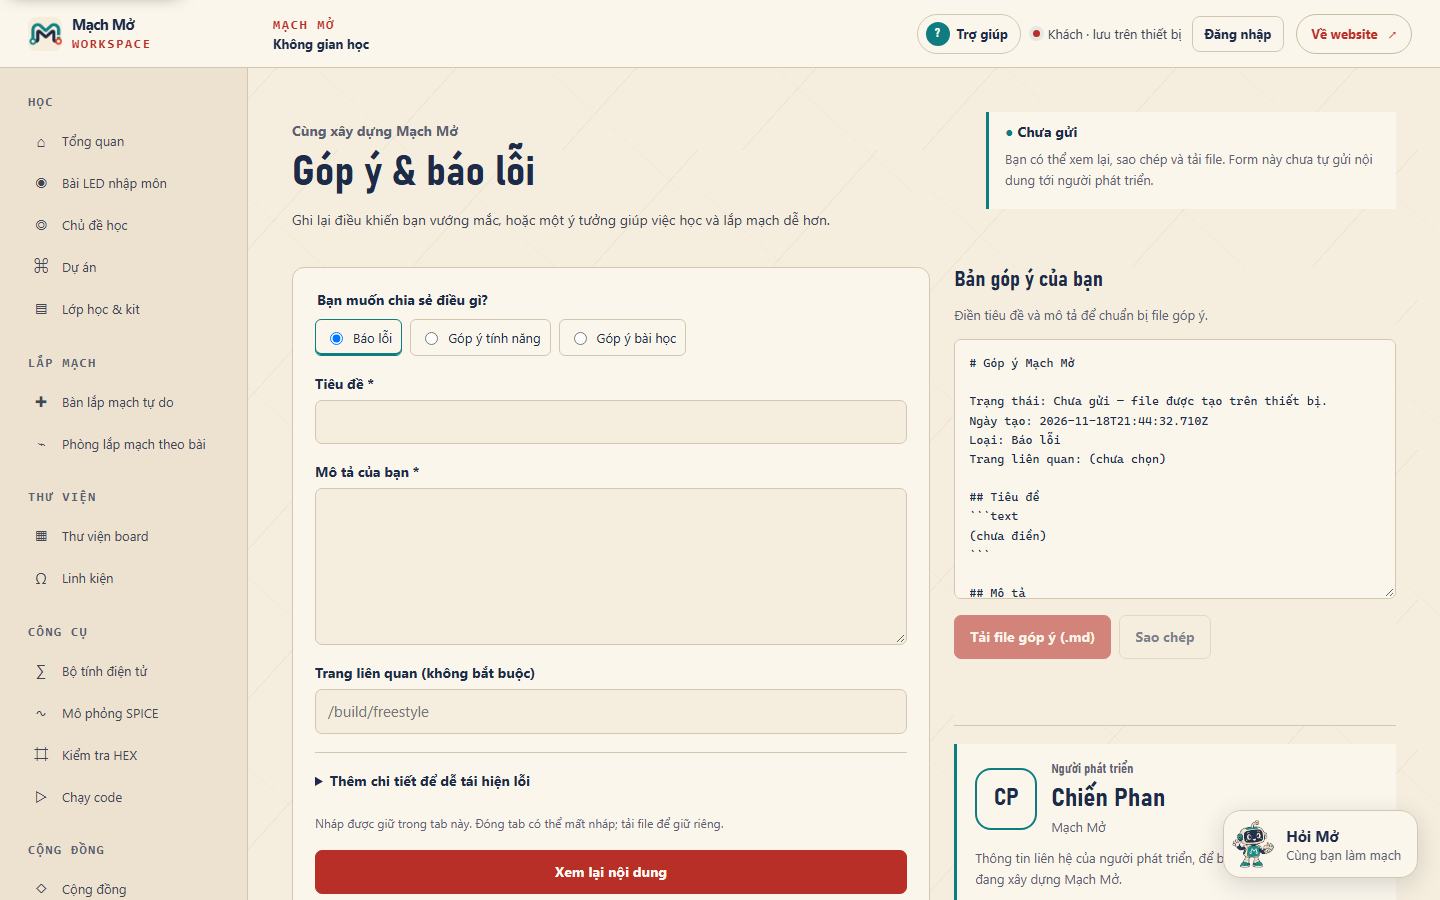 Mạch Mở
WORKSPACE
MẠCH MỞ
Không gian học
? Trợ giúp
Khách · lưu trên thiết bị
Đăng nhập
Về website ↗
HỌC
Tổng quan
Bài LED nhập môn
Chủ đề học
Dự án
Lớp học & kit
LẮP MẠCH
Bàn lắp mạch tự do
Phòng lắp mạch theo bài
THƯ VIỆN
Thư viện board
Linh kiện
CÔNG CỤ
Bộ tính điện tử
Mô phỏng SPICE
Kiểm tra HEX
Chạy code
CỘNG ĐỒNG
Cộng đồng
Cùng xây dựng Mạch Mở
Góp ý & báo lỗi
Ghi lại điều khiến bạn vướng mắc, hoặc một ý tưởng giúp việc học và lắp mạch dễ hơn.
● Chưa gửi
Bạn có thể xem lại, sao chép và tải file. Form này chưa tự gửi nội
dung tới người phát triển.
Bạn muốn chia sẻ điều gì?
Báo lỗi
Góp ý tính năng
Góp ý bài học
Tiêu đề *
Mô tả của bạn *
Trang liên quan (không bắt buộc)
/build/freestyle
▶ Thêm chi tiết để dễ tái hiện lỗi
Nháp được giữ trong tab này. Đóng tab có thể mất nháp; tải file để giữ riêng.
Xem lại nội dung
Bản góp ý của bạn
Điền tiêu đề và mô tả để chuẩn bị file góp ý.
# Góp ý Mạch Mở
Trạng thái: Chưa gửi — file được tạo trên thiết bị.
Ngày tạo: 2026-11-18T21:44:32.710Z
Loại: Báo lỗi
Trang liên quan: (chưa chọn)
## Tiêu đề
```text
(chưa điền)
```
## Mô tả
Tải file góp ý (.md)
Sao chép
CP
Người phát triển
Chiến Phan
Mạch Mở
Thông tin liên hệ của người phát triển, để b
đang xây dựng Mạch Mở.
Hỏi Mở
Cùng bạn làm mạch